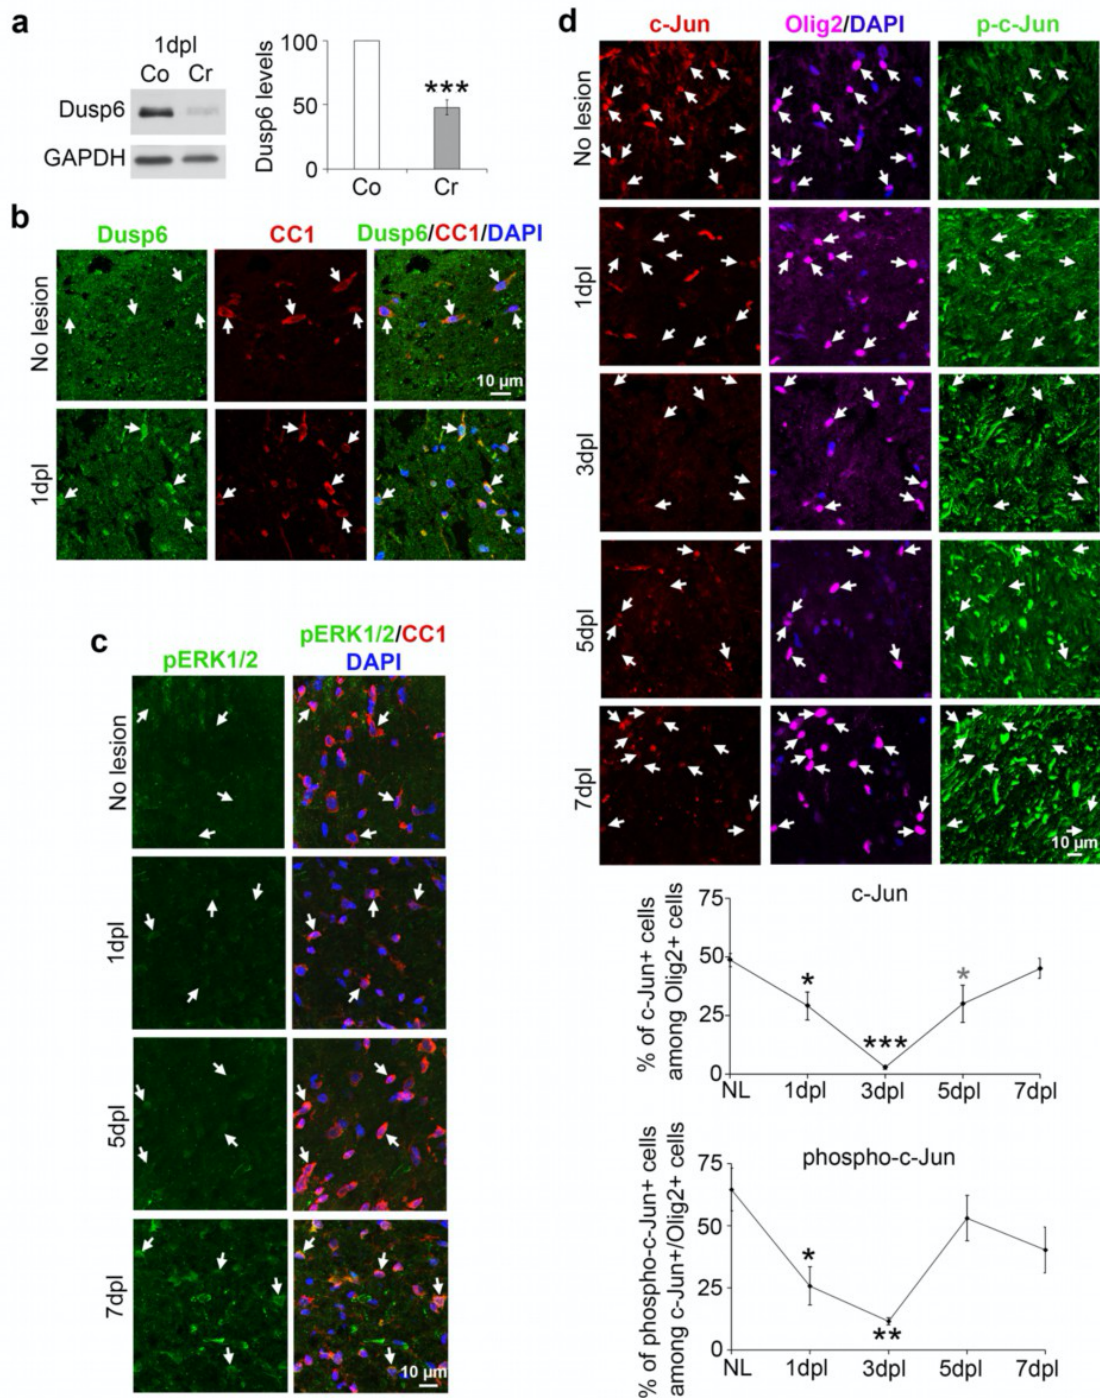 a
1dpl
Co Cr
Dusp6
GAPDH
Dusp6 levels
100
50
0
***
Co Cr
b
Dusp6 CC1 Dusp6/CC1/DAPI
No lesion
10 µm
1dpl
c
pERK1/2
pERK1/2/CC1
DAPI
No lesion
1dpl
5dpl
7dpl
10 µm
d
c-Jun Olig2/DAPI p-c-Jun
No lesion
1dpl
3dpl
5dpl
7dpl
10 µm
c-Jun
% of c-Jun+ cells
among Olig2+ cells
75
50
25
0
*
***
*
NL 1dpl 3dpl 5dpl 7dpl
phospho-c-Jun
% of phospho-c-Jun+ cells
among c-Jun+/Olig2+ cells
75
50
25
0
*
**
NL 1dpl 3dpl 5dpl 7dpl